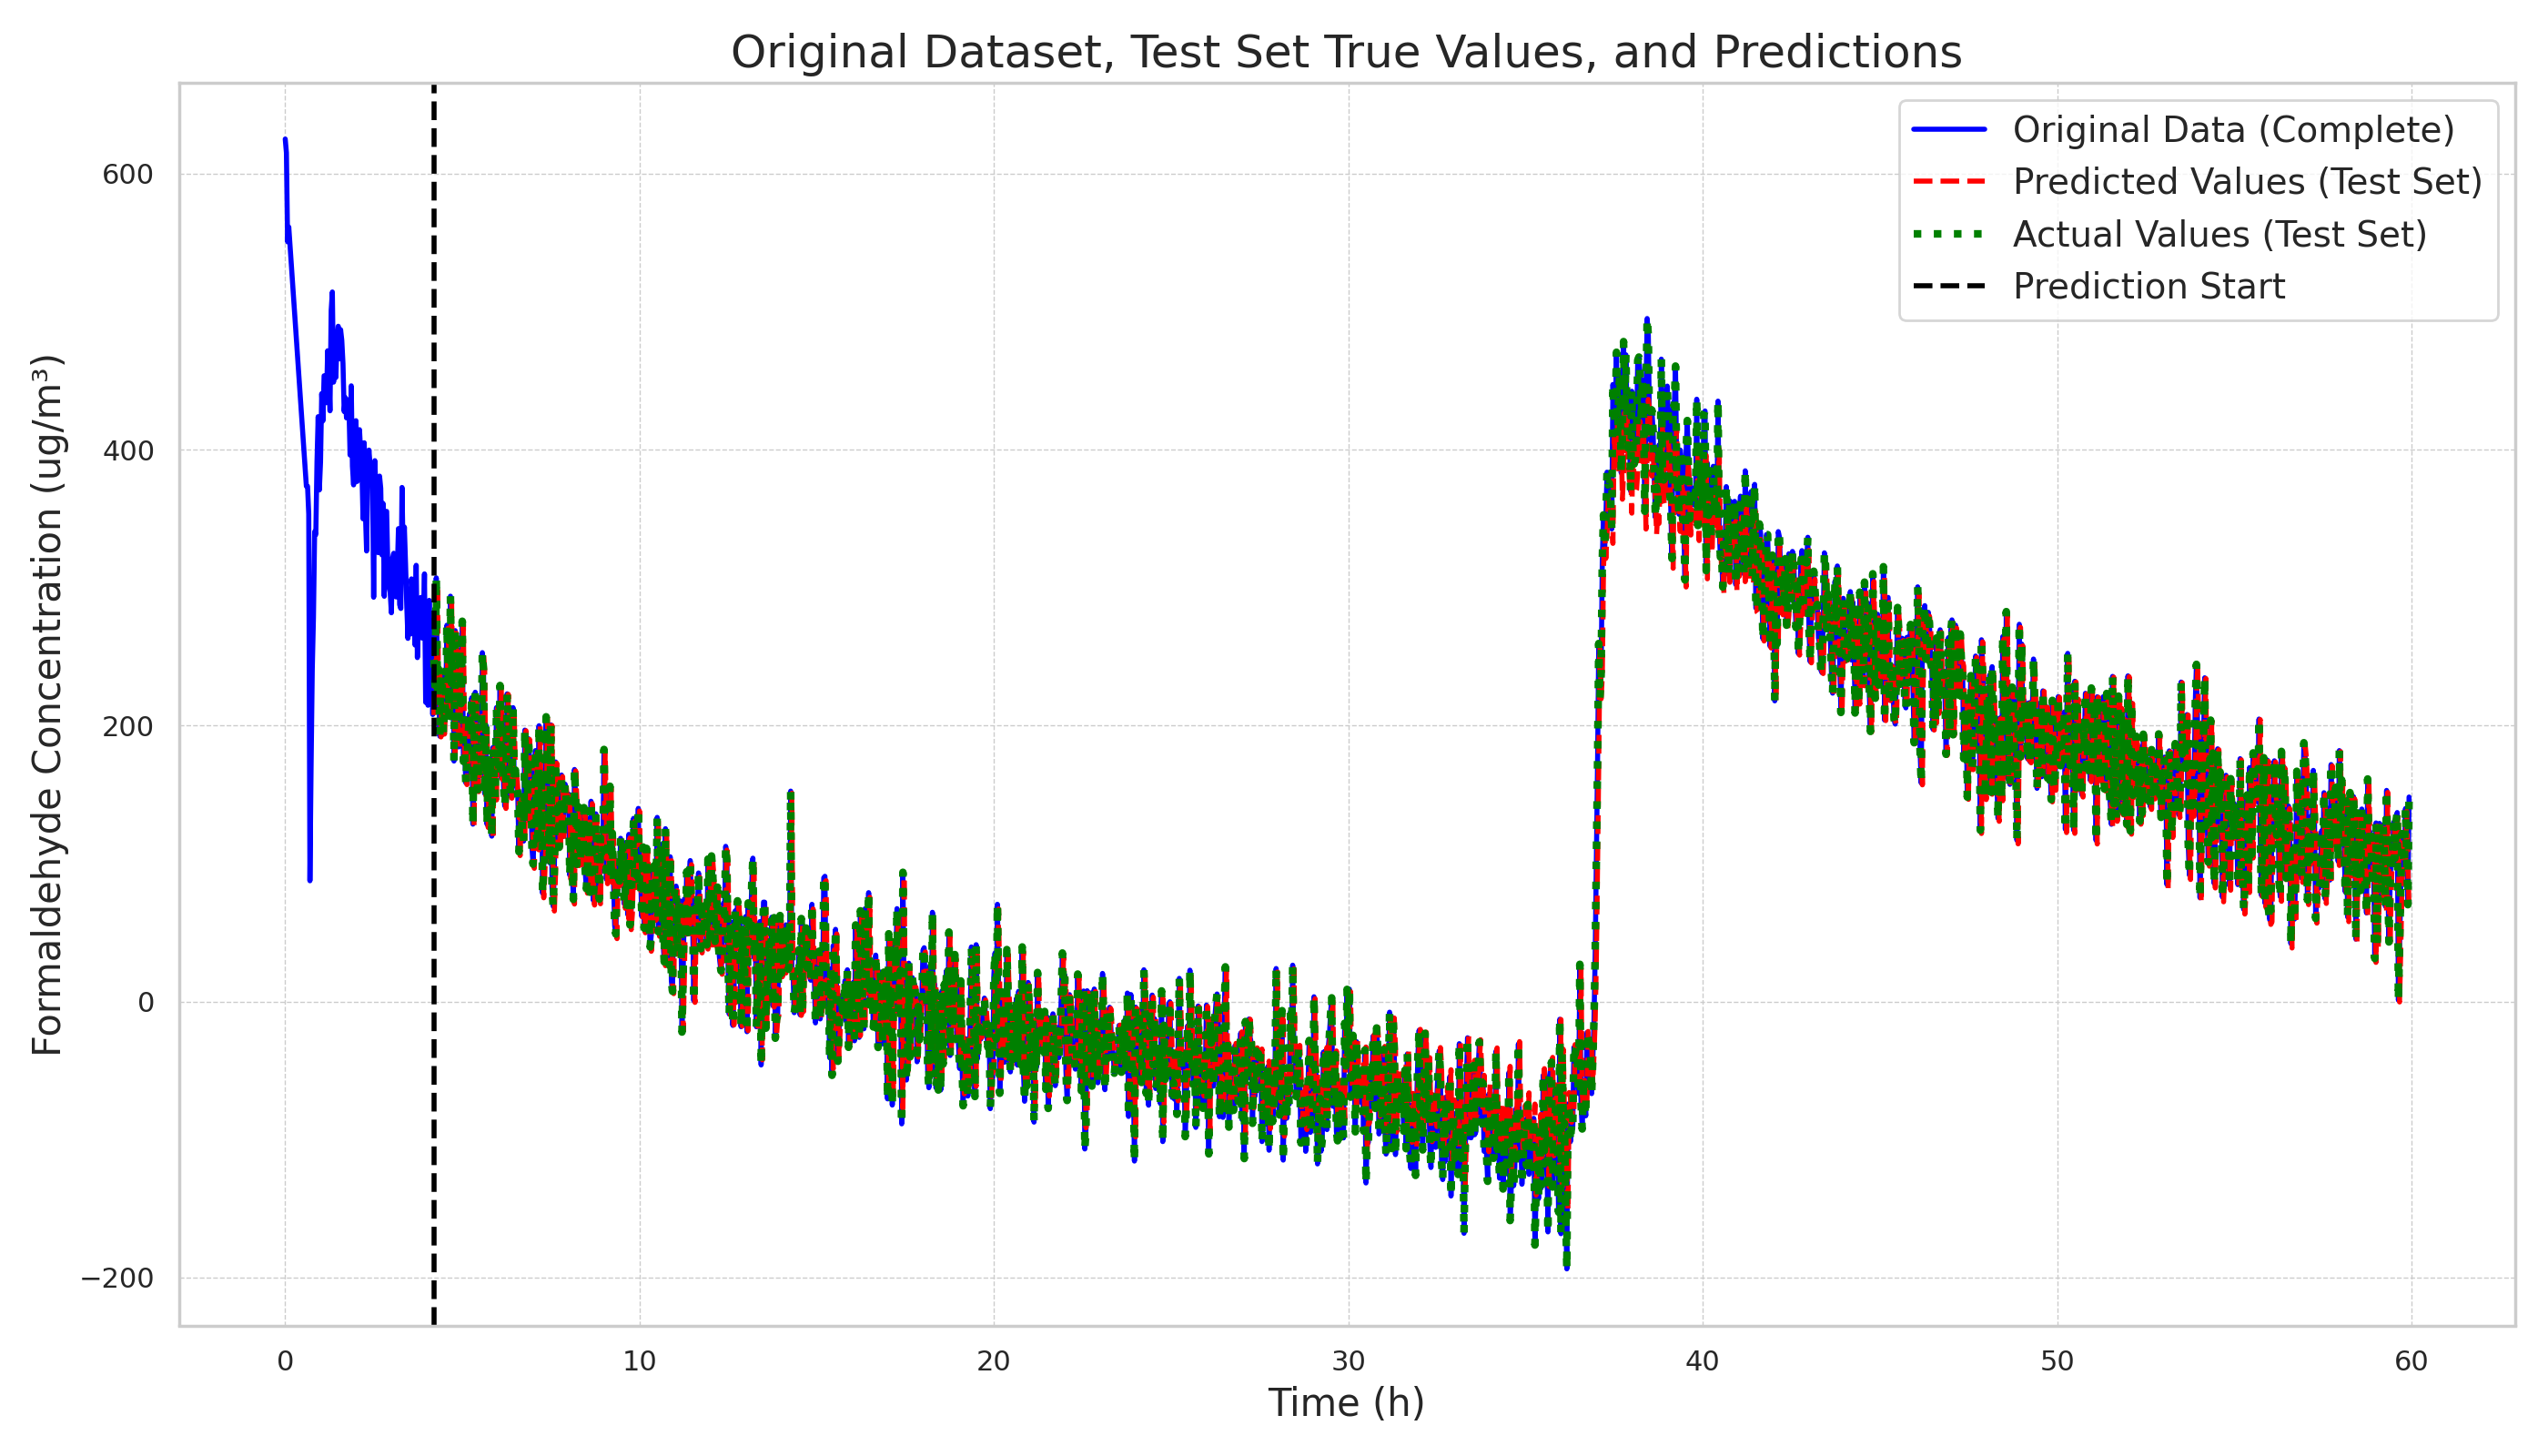 Original Dataset, Test Set True Values, and Predictions
Original Data (Complete)
Predicted Values (Test Set)
Actual Values (Test Set)
Prediction Start
Formaldehyde Concentration (ug/m³)
600
400
200
0
−200
0 10 20 30 40 50 60
Time (h)